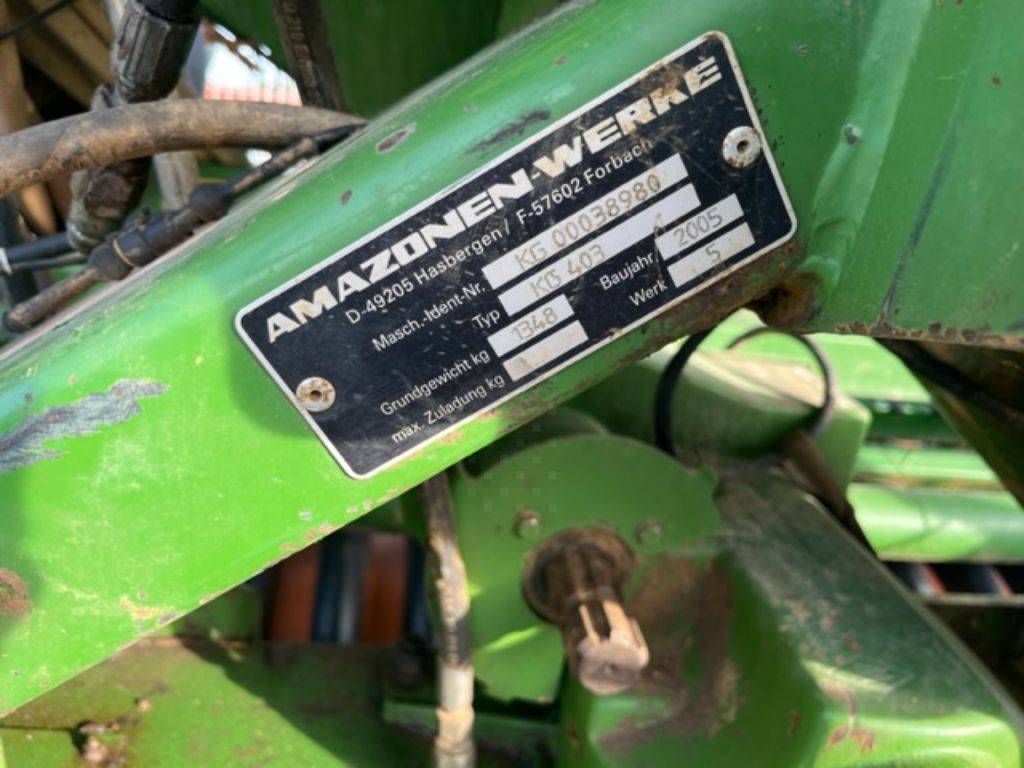 AMAZONEN-WERKE
D-49205 Hasbergen / F-57602 Forbach
Masch.-Ident-Nr. KG 00038980
Typ KG 403
Grundgewicht kg 1348 Baujahr 2005
max. Zuladung kg Werk 5